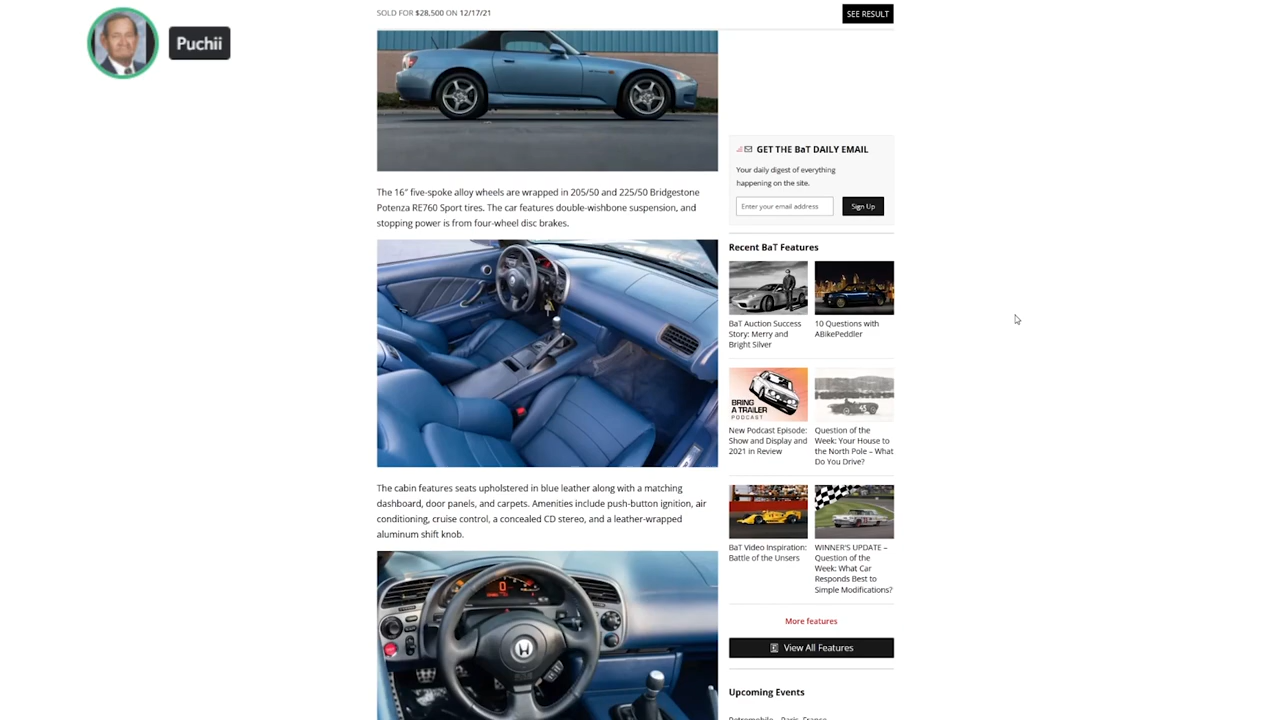 Puchii
SOLD FOR $28,500 ON 12/17/21
SEE RESULT
The 16″ five-spoke alloy wheels are wrapped in 205/50 and 225/50 Bridgestone
Potenza RE760 Sport tires. The car features double-wishbone suspension, and
stopping power is from four-wheel disc brakes.
The cabin features seats upholstered in blue leather along with a matching
dashboard, door panels, and carpets. Amenities include push-button ignition, air
conditioning, cruise control, a concealed CD stereo, and a leather-wrapped
aluminum shift knob.
GET THE BaT DAILY EMAIL
Your daily digest of everything
happening on the site.
Enter your email address
Sign Up
Recent BaT Features
BaT Auction Success
Story: Merry and
Bright Silver
10 Questions with
ABikePeddler
BRING
A TRAILER
PODCAST
New Podcast Episode:
Show and Display and
2021 in Review
Question of the
Week: Your House to
the North Pole – What
Do You Drive?
BaT Video Inspiration:
Battle of the Unsers
WINNER'S UPDATE –
Question of the
Week: What Car
Responds Best to
Simple Modifications?
More features
View All Features
Upcoming Events
Retromobile – Paris, France